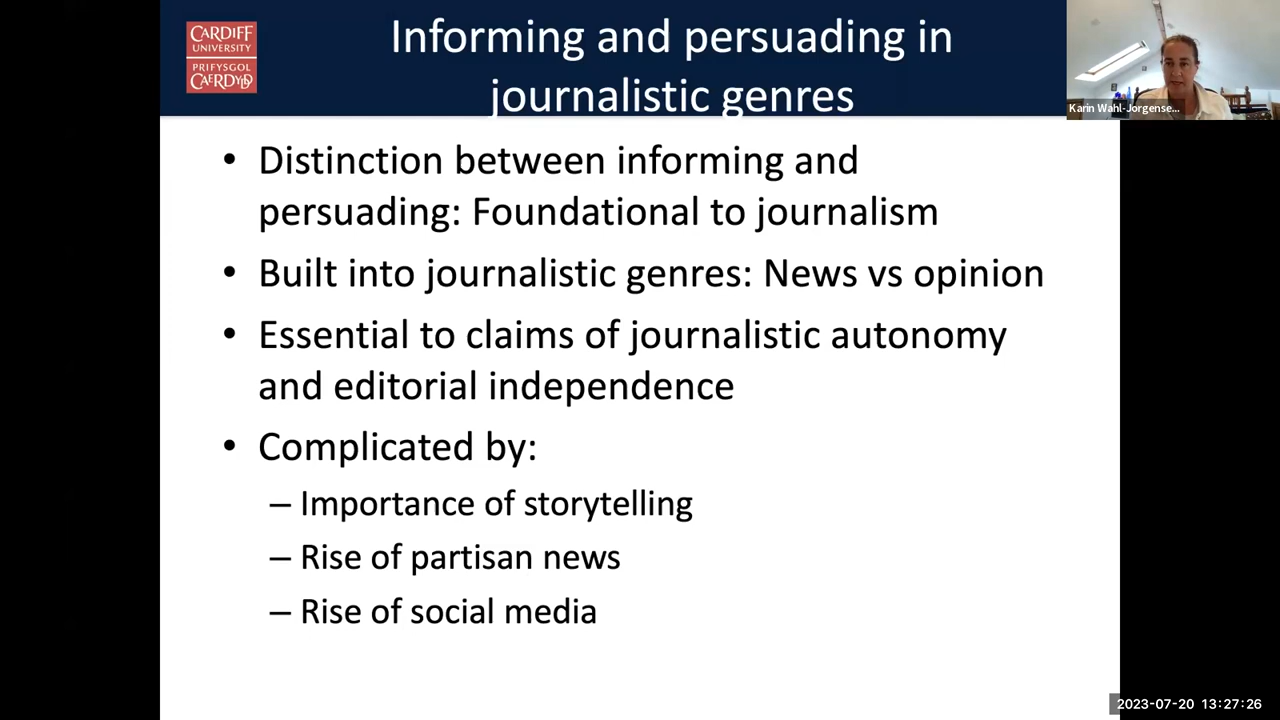 CARDIFF
UNIVERSITY
PRIFYSGOL
CAERDYDD
Informing and persuading in
journalistic genres
Karin Wahl-Jorgense...
• Distinction between informing and
persuading: Foundational to journalism
• Built into journalistic genres: News vs opinion
• Essential to claims of journalistic autonomy
and editorial independence
• Complicated by:
– Importance of storytelling
– Rise of partisan news
– Rise of social media
2023-07-20 13:27:26